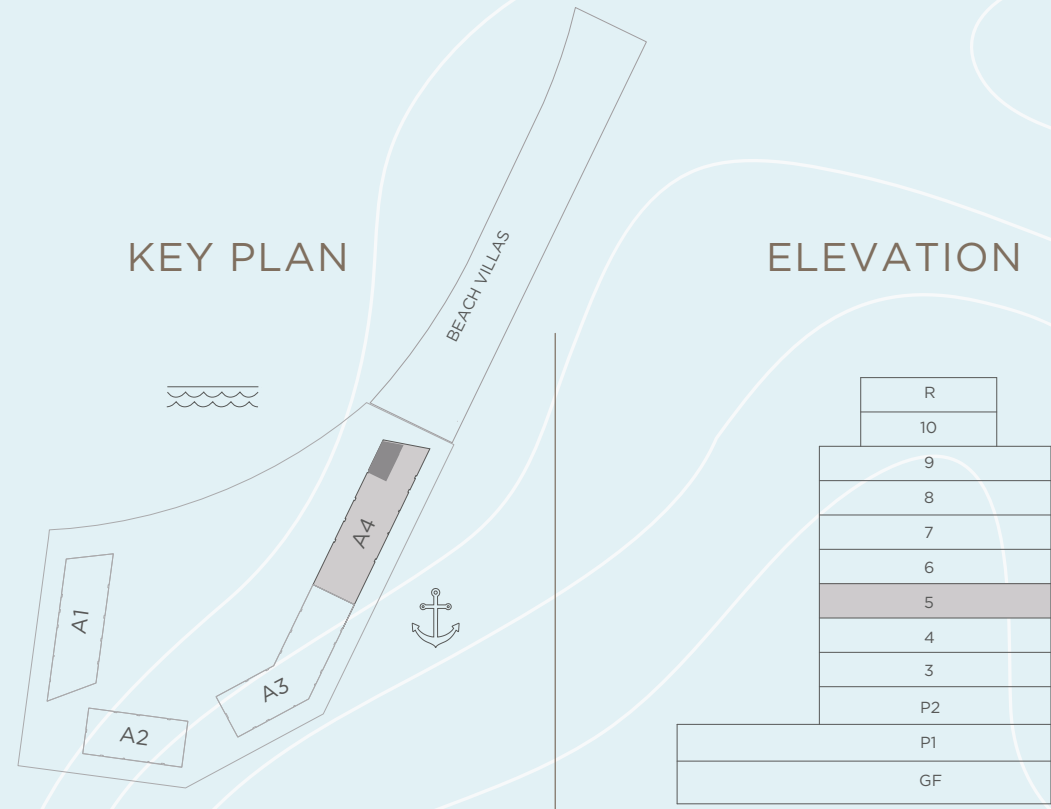 KEY PLAN
BEACH VILLAS
A4
A1
A3
A2
ELEVATION
R
10
9
8
7
6
5
4
3
P2
P1
GF